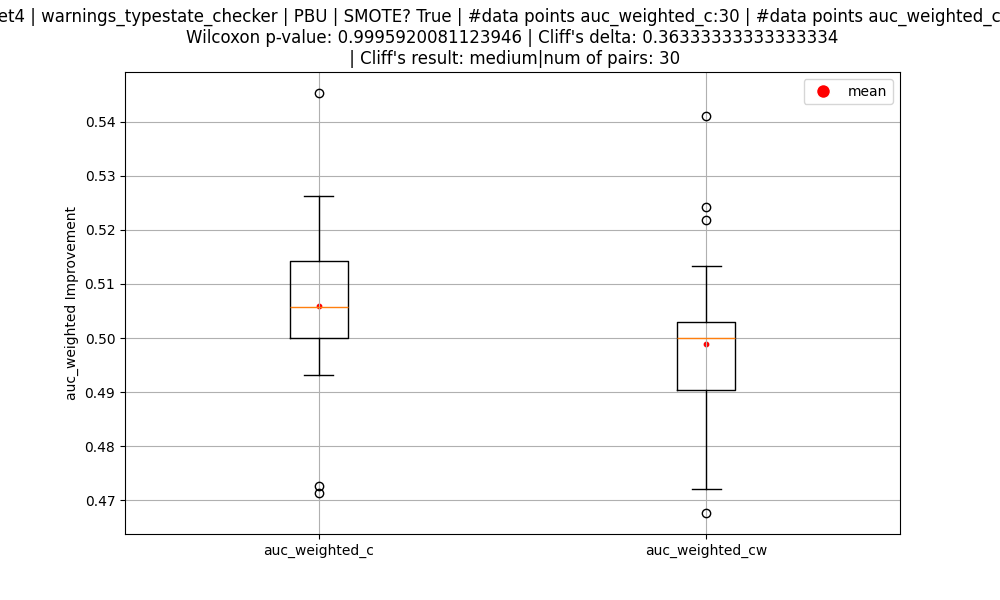 et4 | warnings_typestate_checker | PBU | SMOTE? True | #data points auc_weighted_c:30 | #data points auc_weighted_c
Wilcoxon p-value: 0.9995920081123946 | Cliff's delta: 0.36333333333333334
| Cliff's result: medium|num of pairs: 30
mean
0.54
0.53
0.52
0.51
0.50
0.49
0.48
0.47
auc_weighted Improvement
auc_weighted_c
auc_weighted_cw